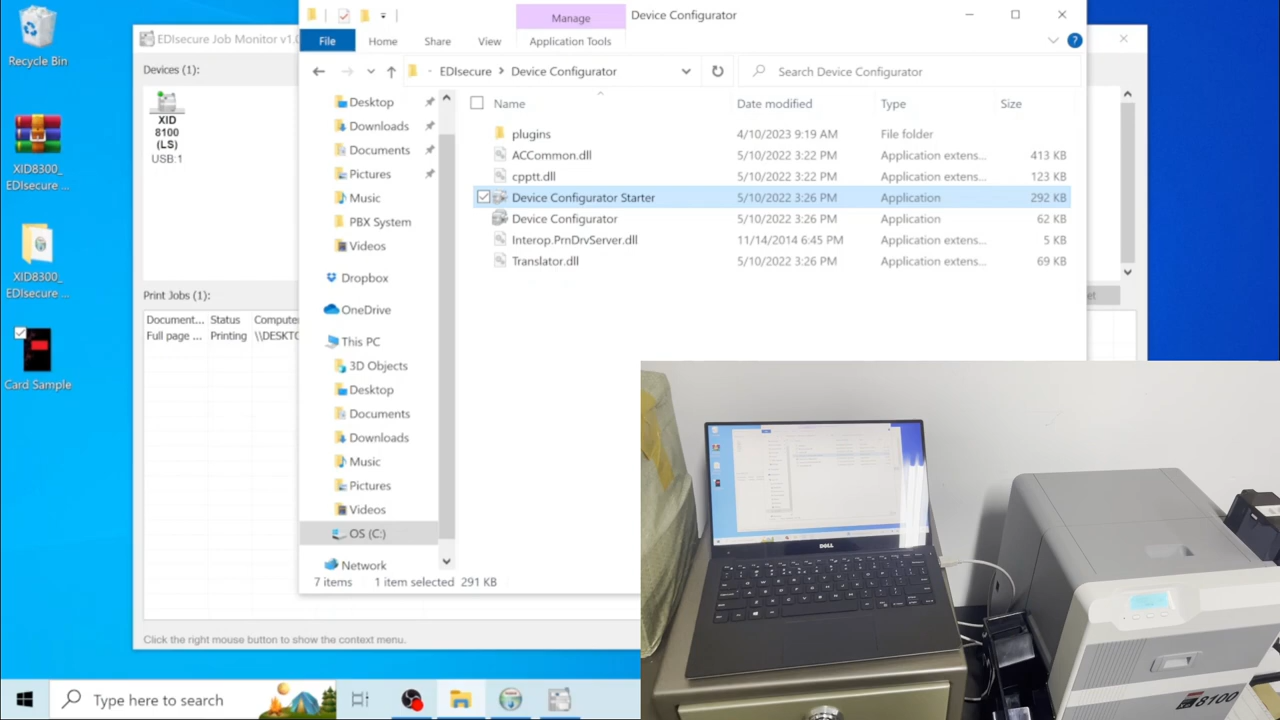 Recycle Bin
XID8300_
EDIsecure ...
XID8300_
EDIsecure ...
Card Sample
EDIsecure Job Monitor v1.0
Devices (1):
XID
8100
(LS)
USB:1
Print Jobs (1):
Document... Status Compute
Full page ... Printing \\DESKTO
Click the right mouse button to show the context menu.
Manage Device Configurator
File Home Share View Application Tools
EDIsecure > Device Configurator
Search Device Configurator
Desktop
Downloads
Documents
Pictures
Music
PBX System
Videos
Dropbox
OneDrive
This PC
3D Objects
Desktop
Documents
Downloads
Music
Pictures
Videos
OS (C:)
Network
Name Date modified Type Size
plugins 4/10/2023 9:19 AM File folder
ACCommon.dll 5/10/2022 3:22 PM Application extens... 413 KB
cpptt.dll 5/10/2022 3:22 PM Application extens... 123 KB
Device Configurator Starter 5/10/2022 3:26 PM Application 292 KB
Device Configurator 5/10/2022 3:26 PM Application 62 KB
Interop.PrnDrvServer.dll 11/14/2014 6:45 PM Application extens... 5 KB
Translator.dll 5/10/2022 3:26 PM Application extens... 69 KB
7 items 1 item selected 291 KB
et
DELL
8100
Type here to search